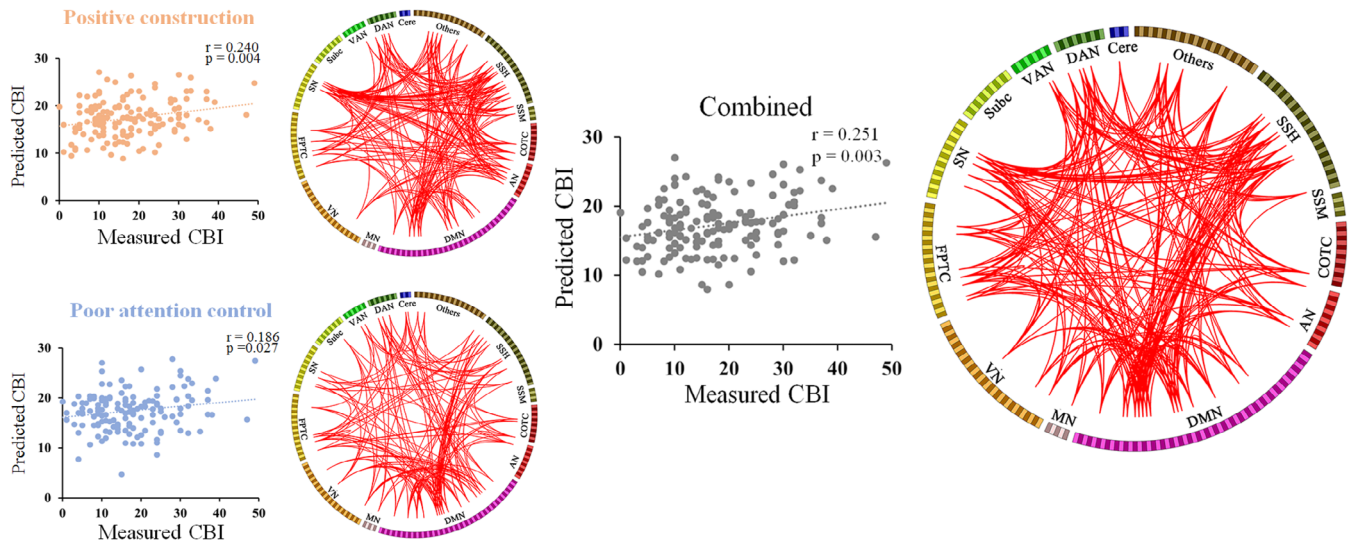 Positive construction
r = 0.240
p = 0.004
30
20
10
0
0 10 20 30 40 50
Predicted CBI
Measured CBI
Cere
Others
SSH
SSM
COTC
AN
DMN
MN
VN
FPTC
SN
Subc
VAN
DAN
Poor attention control
r = 0.186
p =0.027
30
20
10
0
0 10 20 30 40 50
Predicted CBI
Measured CBI
Cere
Others
SSH
SSM
COTC
AN
DMN
MN
VN
FPTC
SN
Subc
VAN
DAN
Combined
r = 0.251
p = 0.003
30
20
10
0
0 10 20 30 40 50
Predicted CBI
Measured CBI
Cere
Others
SSH
SSM
COTC
AN
DMN
MN
VN
FPTC
SN
Subc
VAN
DAN